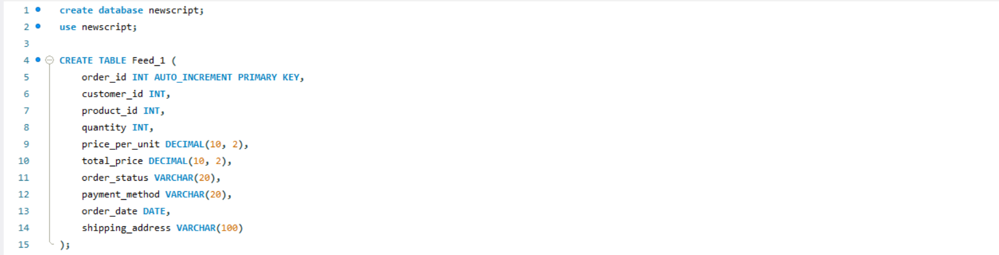 1 create database newscript;
2 use newscript;
3
4 CREATE TABLE Feed_1 (
5 order_id INT AUTO_INCREMENT PRIMARY KEY,
6 customer_id INT,
7 product_id INT,
8 quantity INT,
9 price_per_unit DECIMAL(10, 2),
10 total_price DECIMAL(10, 2),
11 order_status VARCHAR(20),
12 payment_method VARCHAR(20),
13 order_date DATE,
14 shipping_address VARCHAR(100)
15 );